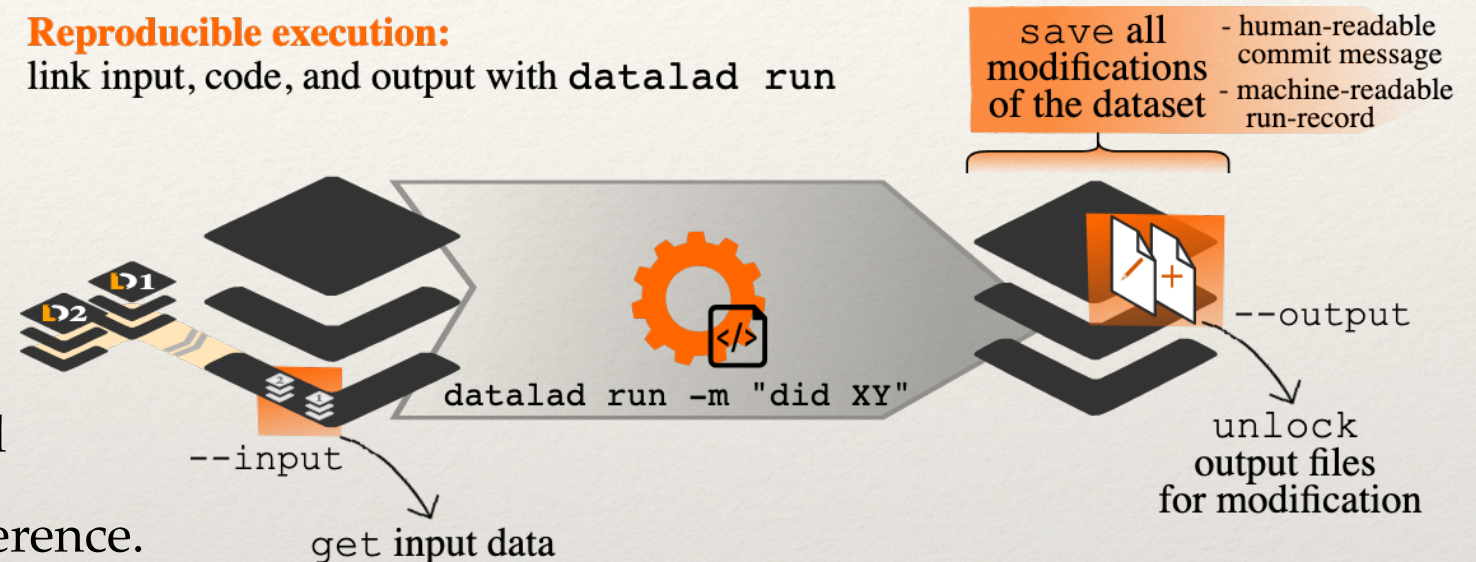 Reproducible execution:
link input, code, and output with datalad run
save all
modifications
of the dataset
- human-readable
commit message
- machine-readable
run-record
D1
D2
2
1
</>
datalad run -m "did XY"
--input
get input data
--output
unlock
output files
for modification
erence.